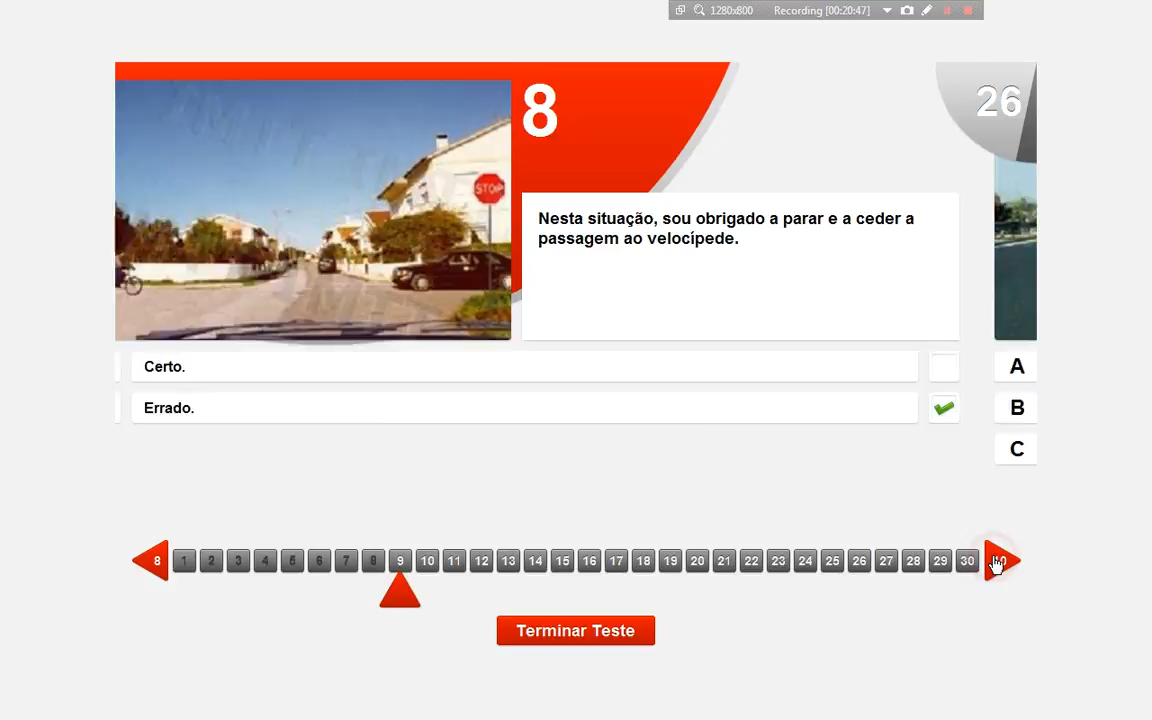 1280x800 Recording [00:20:47]
8
26
STOP
Nesta situação, sou obrigado a parar e a ceder a
passagem ao velocípede.
Certo.
Errado.
A
B
C
8 1 2 3 4 5 6 7 8 9 10 11 12 13 14 15 16 17 18 19 20 21 22 23 24 25 26 27 28 29 30
Terminar Teste